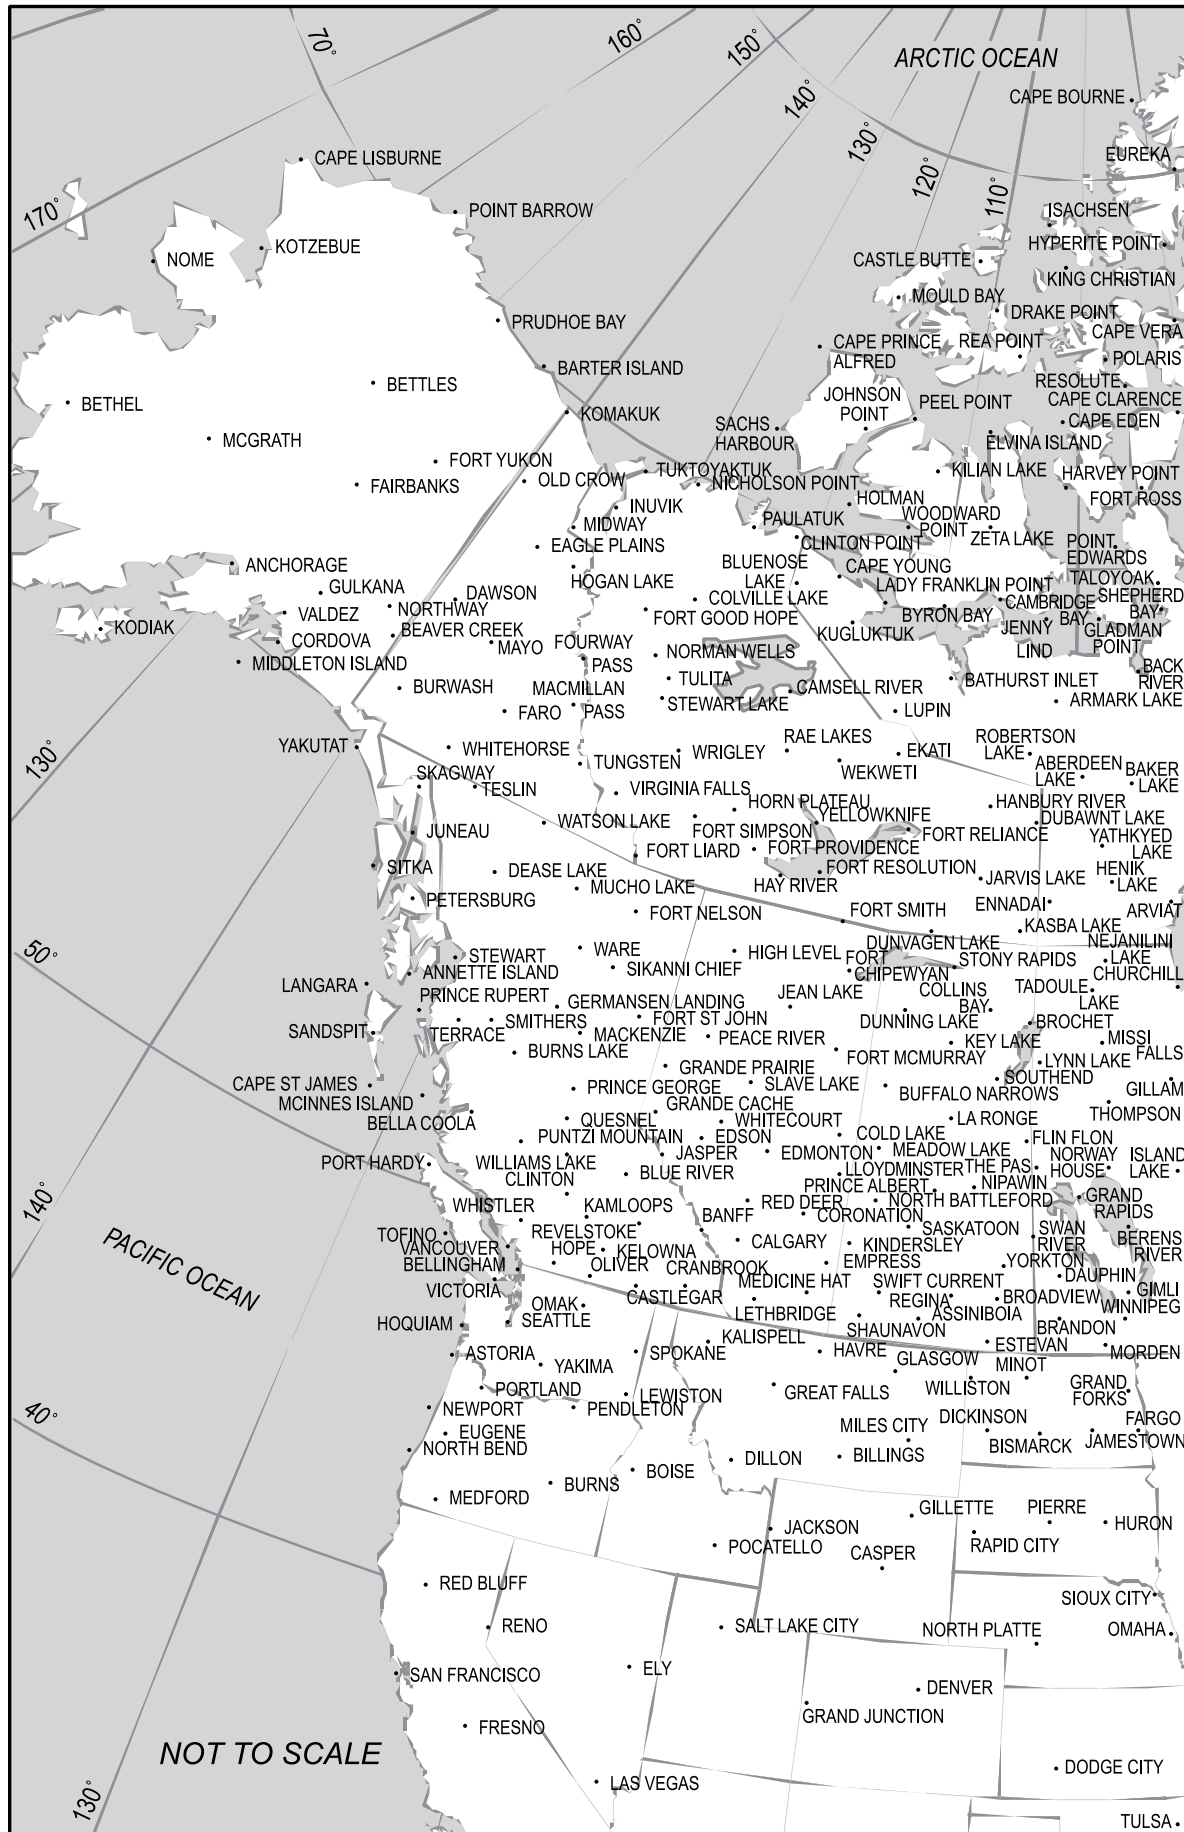 70°
160°
150°
ARCTIC OCEAN
140°
CAPE BOURNE
130°
EUREKA
CAPE LISBURNE
120°
110°
170°
POINT BARROW
ISACHSEN
KOTZEBUE
HYPERITE POINT
NOME
CASTLE BUTTE
KING CHRISTIAN
MOULD BAY
DRAKE POINT
PRUDHOE BAY
CAPE VERA
CAPE PRINCE
ALFRED
REA POINT
POLARIS
BARTER ISLAND
BETTLES
RESOLUTE
JOHNSON
POINT
PEEL POINT
CAPE CLARENCE
BETHEL
KOMAKUK
SACHS
HARBOUR
CAPE EDEN
MCGRATH
ELVINA ISLAND
FORT YUKON
TUKTOYAKTUK
KILIAN LAKE
HARVEY POINT
FAIRBANKS
OLD CROW
NICHOLSON POINT
FORT ROSS
HOLMAN
INUVIK
WOODWARD
POINT
MIDWAY
PAULATUK
ZETA LAKE
POINT
EDWARDS
EAGLE PLAINS
CLINTON POINT
ANCHORAGE
BLUENOSE
LAKE
CAPE YOUNG
HOGAN LAKE
LADY FRANKLIN POINT
TALOYOAK
GULKANA
DAWSON
COLVILLE LAKE
CAMBRIDGE
BAY
SHEPHERD
BAY
VALDEZ
NORTHWAY
FORT GOOD HOPE
BYRON BAY
KODIAK
BEAVER CREEK
KUGLUKTUK
JENNY
LIND
GLADMAN
POINT
CORDOVA
MAYO
FOURWAY
PASS
NORMAN WELLS
MIDDLETON ISLAND
BACK
RIVER
BURWASH
TULITA
BATHURST INLET
MACMILLAN
PASS
CAMSELL RIVER
STEWART LAKE
ARMARK LAKE
FARO
LUPIN
130°
YAKUTAT
WHITEHORSE
WRIGLEY
RAE LAKES
EKATI
ROBERTSON
LAKE
TUNGSTEN
WEKWETI
ABERDEEN
LAKE
BAKER
LAKE
SKAGWAY
TESLIN
VIRGINIA FALLS
HORN PLATEAU
HANBURY RIVER
YELLOWKNIFE
DUBAWNT LAKE
JUNEAU
WATSON LAKE
FORT SIMPSON
FORT RELIANCE
YATHKYED
LAKE
FORT LIARD
FORT PROVIDENCE
SITKA
DEASE LAKE
FORT RESOLUTION
HENIK
LAKE
MUCHO LAKE
HAY RIVER
JARVIS LAKE
PETERSBURG
FORT NELSON
FORT SMITH
ENNADAI
ARVIAT
KASBA LAKE
50°
STEWART
WARE
HIGH LEVEL
DUNVAGEN LAKE
NEJANILINI
LAKE
FORT
CHIPEWYAN
STONY RAPIDS
ANNETTE ISLAND
SIKANNI CHIEF
CHURCHILL
LANGARA
COLLINS
BAY
TADOULE
LAKE
PRINCE RUPERT
GERMANSEN LANDING
JEAN LAKE
SANDSPIT
TERRACE
SMITHERS
FORT ST JOHN
DUNNING LAKE
BROCHET
MACKENZIE
PEACE RIVER
KEY LAKE
MISSI
FALLS
BURNS LAKE
FORT MCMURRAY
LYNN LAKE
GRANDE PRAIRIE
SOUTHEND
CAPE ST JAMES
PRINCE GEORGE
SLAVE LAKE
BUFFALO NARROWS
GILLAM
MCINNES ISLAND
GRANDE CACHE
THOMPSON
BELLA COOLA
QUESNEL
WHITECOURT
LA RONGE
PUNTZI MOUNTAIN
EDSON
COLD LAKE
FLIN FLON
PORT HARDY
WILLIAMS LAKE
JASPER
EDMONTON
MEADOW LAKE
NORWAY
HOUSE
ISLAND
LAKE
CLINTON
BLUE RIVER
LLOYDMINSTER
THE PAS
140°
PRINCE ALBERT
NIPAWIN
WHISTLER
KAMLOOPS
RED DEER
NORTH BATTLEFORD
GRAND
RAPIDS
TOFINO
REVELSTOKE
BANFF
CORONATION
SASKATOON
SWAN
RIVER
PACIFIC OCEAN
VANCOUVER
HOPE
KELOWNA
CALGARY
KINDERSLEY
BERENS
RIVER
BELLINGHAM
OLIVER
CRANBROOK
EMPRESS
YORKTON
VICTORIA
CASTLEGAR
MEDICINE HAT
SWIFT CURRENT
DAUPHIN
OMAK
LETHBRIDGE
REGINA
BROADVIEW
GIMLI
HOQUIAM
SEATTLE
SHAUNAVON
ASSINIBOIA
BRANDON
WINNIPEG
KALISPELL
ESTEVAN
ASTORIA
YAKIMA
SPOKANE
HAVRE
GLASGOW
MINOT
MORDEN
PORTLAND
LEWISTON
GREAT FALLS
WILLISTON
GRAND
FORKS
40°
NEWPORT
PENDLETON
DICKINSON
FARGO
EUGENE
MILES CITY
BISMARCK
JAMESTOWN
NORTH BEND
DILLON
BILLINGS
BOISE
BURNS
MEDFORD
GILLETTE
PIERRE
JACKSON
HURON
POCATELLO
CASPER
RAPID CITY
RED BLUFF
SIOUX CITY
RENO
SALT LAKE CITY
NORTH PLATTE
OMAHA
SAN FRANCISCO
ELY
DENVER
GRAND JUNCTION
FRESNO
NOT TO SCALE
DODGE CITY
LAS VEGAS
130°
TULSA